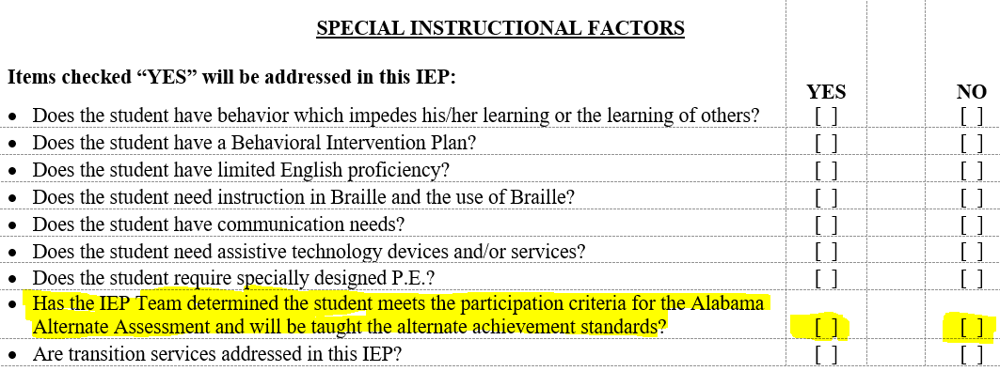 SPECIAL INSTRUCTIONAL FACTORS
Items checked “YES” will be addressed in this IEP:
YES NO
• Does the student have behavior which impedes his/her learning or the learning of others? [ ] [ ]
• Does the student have a Behavioral Intervention Plan? [ ] [ ]
• Does the student have limited English proficiency? [ ] [ ]
• Does the student need instruction in Braille and the use of Braille? [ ] [ ]
• Does the student have communication needs? [ ] [ ]
• Does the student need assistive technology devices and/or services? [ ] [ ]
• Does the student require specially designed P.E.? [ ] [ ]
• Has the IEP Team determined the student meets the participation criteria for the Alabama
Alternate Assessment and will be taught the alternate achievement standards? [ ] [ ]
• Are transition services addressed in this IEP? [ ] [ ]